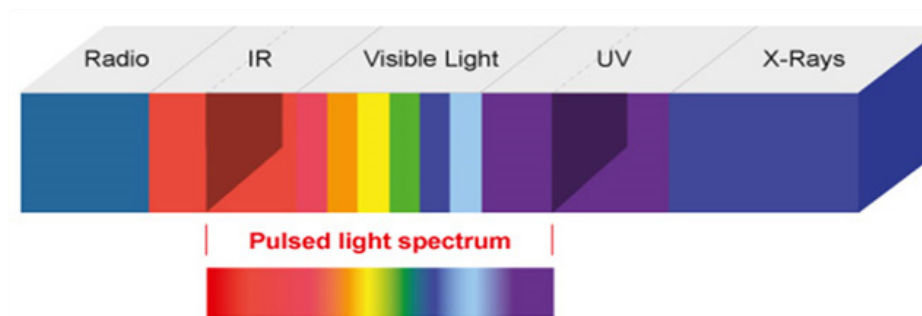 Radio IR Visible Light UV X-Rays
Pulsed light spectrum